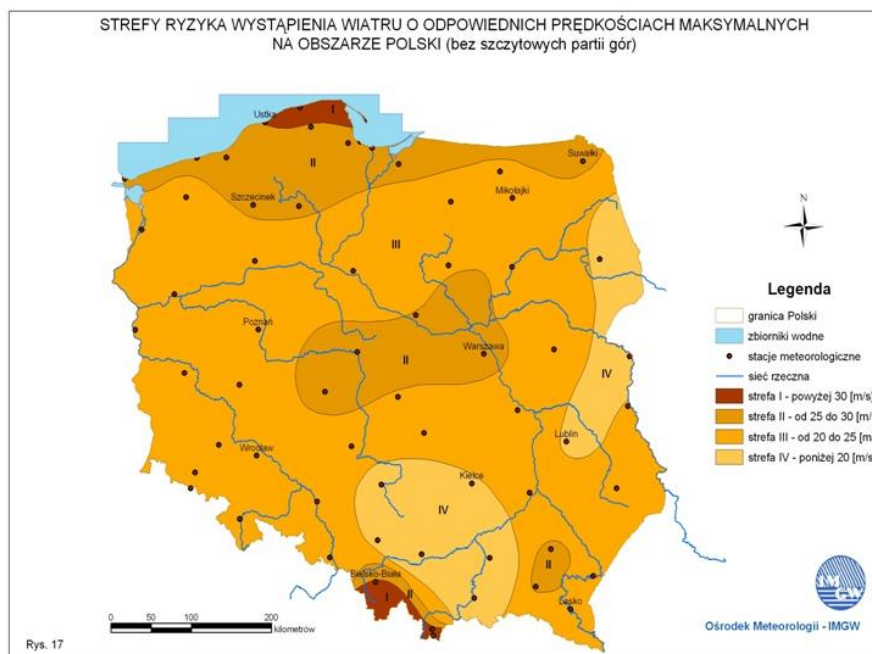 STREFY RYZYKA WYSTĄPIENIA WIATRU O ODPOWIEDNICH PRĘDKOŚCIACH MAKSYMALNYCH
NA OBSZARZE POLSKI (bez szczytowych partii gór)
Ustka
I
II
Suwałki
Szczecinek
Mikołajki
N
III
Legenda
granica Polski
zbiorniki wodne
stacje meteorologiczne
sieć rzeczna
strefa I - powyżej 30 [m/s]
strefa II - od 25 do 30 [m/s]
strefa III - od 20 do 25 [m/
strefa IV - poniżej 20 [m/s
Poznań
Warszawa
II
IV
Lublin
Wrocław
Kielce
IV
II
Bielsko-Biała
I
II
Lesko
IM
GW
0 50 100 200
kilometrów
Ośrodek Meteorologii - IMGW
Rys. 17